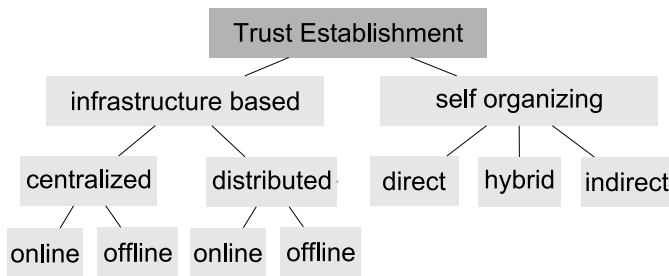 Trust Establishment
infrastructure based
self organizing
centralized
distributed
direct
hybrid
indirect
online
offline
online
offline